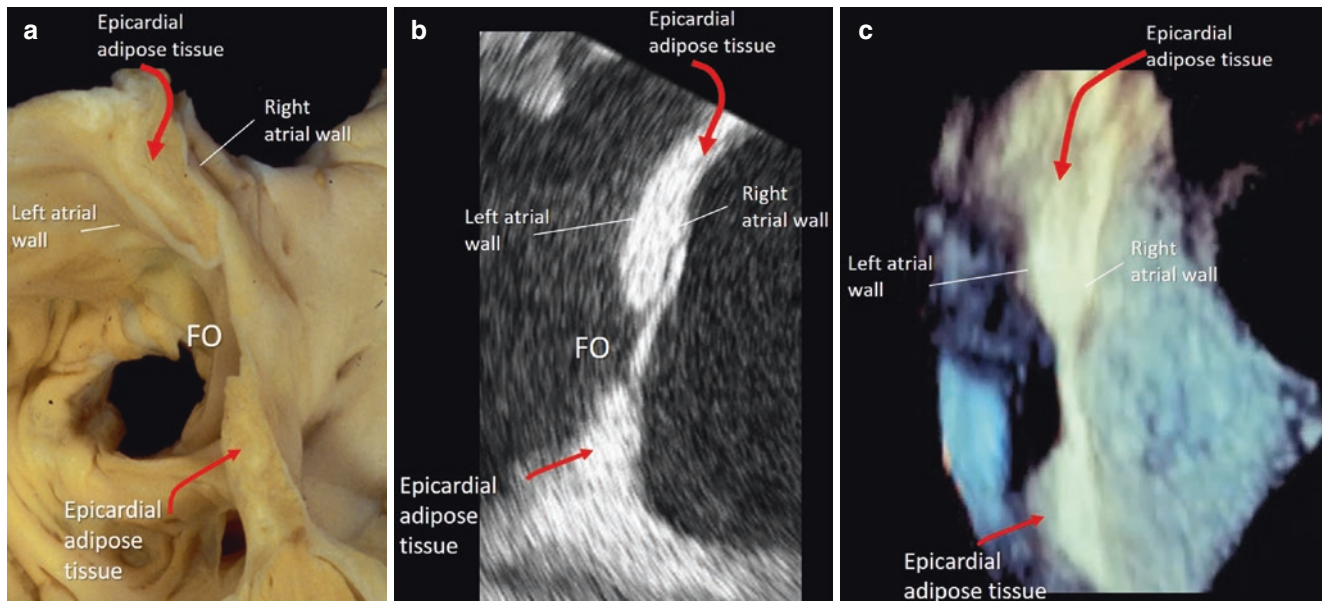 a
Epicardial
adipose tissue
Right
atrial wall
Left atrial
wall
FO
Epicardial
adipose
tissue
b
Epicardial
adipose tissue
Left atrial
wall
Right
atrial wall
FO
Epicardial
adipose
tissue
c
Epicardial
adipose tissue
Left atrial
wall
Right
atrial wall
Epicardial
adipose tissue